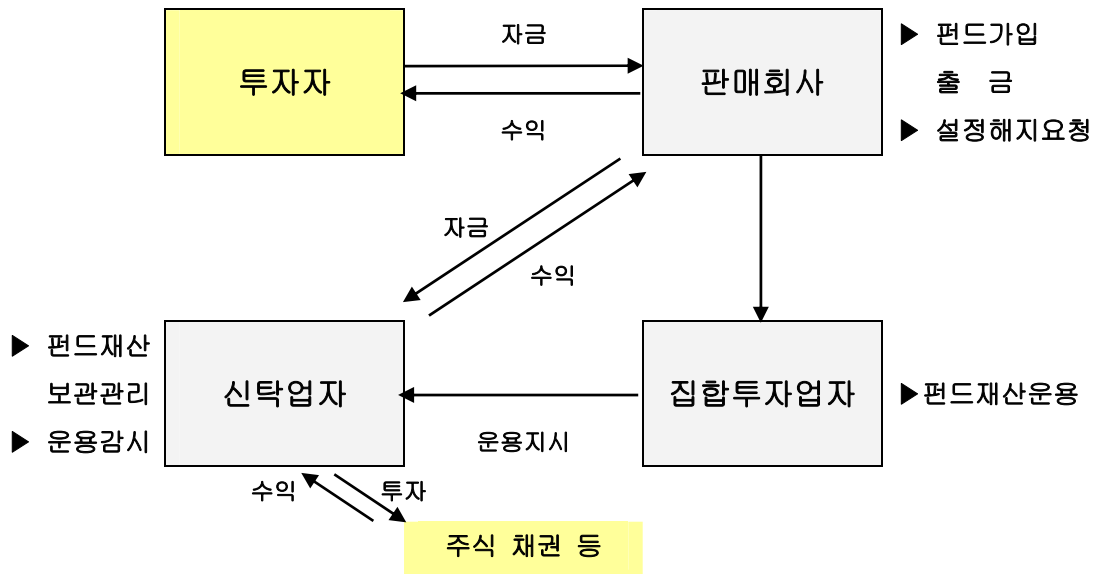 자금
투자자
판매회사
▶ 펀드가입
출 금
▶ 설정해지요청
수익
자금
수익
▶ 펀드재산
보관관리
▶ 운용감시
신탁업자
집합투자업자
▶펀드재산운용
운용지시
수익
투자
주식 채권 등